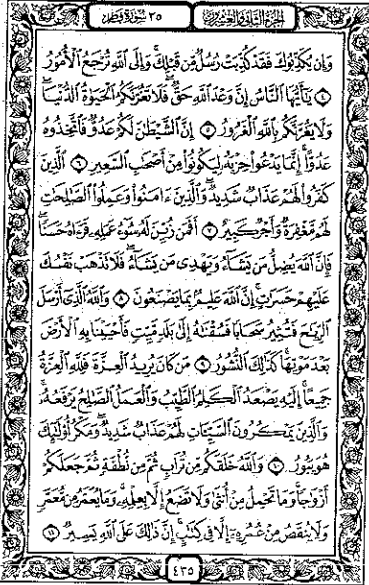 الجزء الثاني والعشرون
٣٥ سورة فاطر
وَإِن يُكَذِّبُوكَ فَقَدْ كُذِّبَتْ رُسُلٌ مِّن قَبْلِكَ ۚ وَإِلَى ٱللَّهِ تُرْجَعُ ٱلْأُمُورُ
٤ يَٰٓأَيُّهَا ٱلنَّاسُ إِنَّ وَعْدَ ٱللَّهِ حَقٌّ ۖ فَلَا تَغُرَّنَّكُمُ ٱلْحَيَوٰةُ ٱلدُّنْيَا ۖ
وَلَا يَغُرَّنَّكُم بِٱللَّهِ ٱلْغَرُورُ ٥ إِنَّ ٱلشَّيْطَٰنَ لَكُمْ عَدُوٌّ فَٱتَّخِذُوهُ
عَدُوًّا ۚ إِنَّمَا يَدْعُوا۟ حِزْبَهُۥ لِيَكُونُوا۟ مِنْ أَصْحَٰبِ ٱلسَّعِيرِ ٦ ٱلَّذِينَ
كَفَرُوا۟ لَهُمْ عَذَابٌ شَدِيدٌ ۖ وَٱلَّذِينَ ءَامَنُوا۟ وَعَمِلُوا۟ ٱلصَّٰلِحَٰتِ
لَهُم مَّغْفِرَةٌ وَأَجْرٌ كَبِيرٌ ٧ أَفَمَن زُيِّنَ لَهُۥ سُوٓءُ عَمَلِهِۦ فَرَءَاهُ حَسَنًا ۖ
فَإِنَّ ٱللَّهَ يُضِلُّ مَن يَشَآءُ وَيَهْدِى مَن يَشَآءُ ۖ فَلَا تَذْهَبْ نَفْسُكَ
عَلَيْهِمْ حَسَرَٰتٍ ۚ إِنَّ ٱللَّهَ عَلِيمٌۢ بِمَا يَصْنَعُونَ ٨ وَٱللَّهُ ٱلَّذِىٓ أَرْسَلَ
ٱلرِّيَٰحَ فَتُثِيرُ سَحَابًا فَسُقْنَٰهُ إِلَىٰ بَلَدٍ مَّيِّتٍ فَأَحْيَيْنَا بِهِ ٱلْأَرْضَ
بَعْدَ مَوْتِهَا ۚ كَذَٰلِكَ ٱلنُّشُورُ ٩ مَن كَانَ يُرِيدُ ٱلْعِزَّةَ فَلِلَّهِ ٱلْعِزَّةُ
جَمِيعًا ۚ إِلَيْهِ يَصْعَدُ ٱلْكَلِمُ ٱلطَّيِّبُ وَٱلْعَمَلُ ٱلصَّٰلِحُ يَرْفَعُهُۥ ۚ
وَٱلَّذِينَ يَمْكُرُونَ ٱلسَّيِّـَٔاتِ لَهُمْ عَذَابٌ شَدِيدٌ ۖ وَمَكْرُ أُو۟لَٰٓئِكَ
هُوَ يَبُورُ ١٠ وَٱللَّهُ خَلَقَكُم مِّن تُرَابٍ ثُمَّ مِن نُّطْفَةٍ ثُمَّ جَعَلَكُمْ
أَزْوَٰجًا ۚ وَمَا تَحْمِلُ مِنْ أُنثَىٰ وَلَا تَضَعُ إِلَّا بِعِلْمِهِۦ ۚ وَمَا يُعَمَّرُ مِن مُّعَمَّرٍ
وَلَا يُنقَصُ مِنْ عُمُرِهِۦٓ إِلَّا فِى كِتَٰبٍ ۚ إِنَّ ذَٰلِكَ عَلَى ٱللَّهِ يَسِيرٌ ١١
٤٣٥